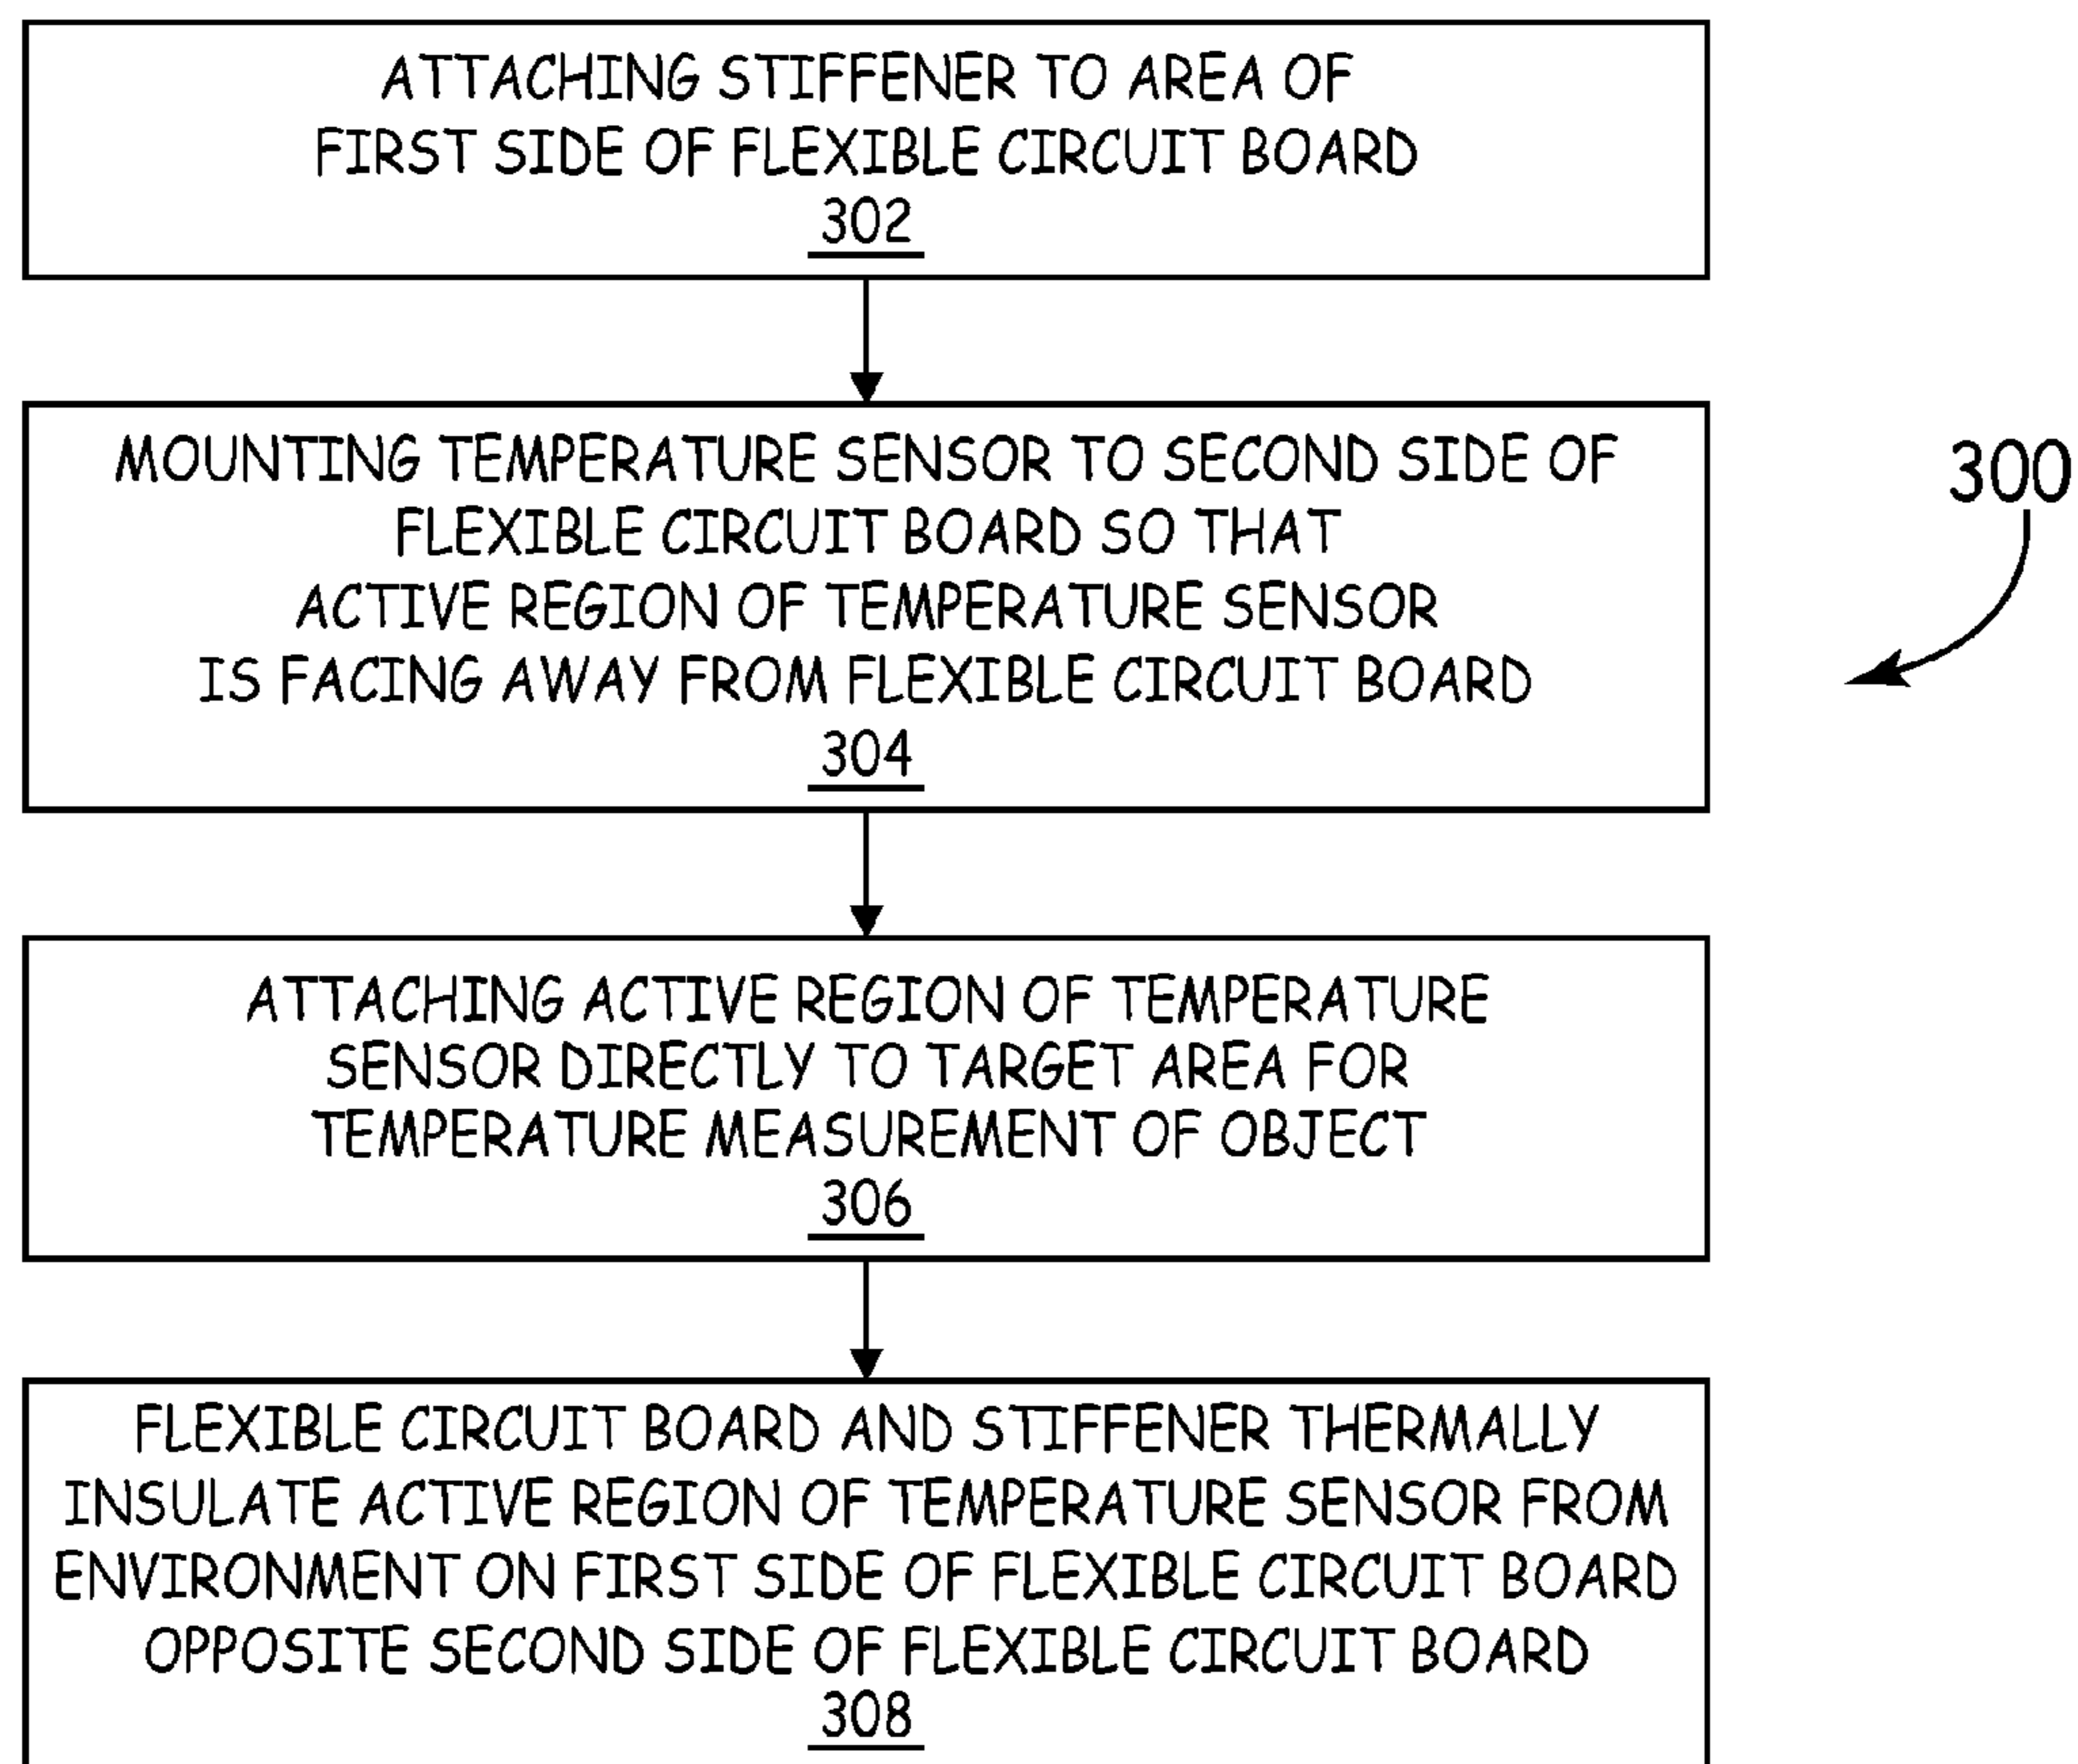 ATTACHING STIFFENER TO AREA OF
FIRST SIDE OF FLEXIBLE CIRCUIT BOARD
302
MOUNTING TEMPERATURE SENSOR TO SECOND SIDE OF
FLEXIBLE CIRCUIT BOARD SO THAT
ACTIVE REGION OF TEMPERATURE SENSOR
IS FACING AWAY FROM FLEXIBLE CIRCUIT BOARD
304
300
ATTACHING ACTIVE REGION OF TEMPERATURE
SENSOR DIRECTLY TO TARGET AREA FOR
TEMPERATURE MEASUREMENT OF OBJECT
306
FLEXIBLE CIRCUIT BOARD AND STIFFENER THERMALLY
INSULATE ACTIVE REGION OF TEMPERATURE SENSOR FROM
ENVIRONMENT ON FIRST SIDE OF FLEXIBLE CIRCUIT BOARD
OPPOSITE SECOND SIDE OF FLEXIBLE CIRCUIT BOARD
308